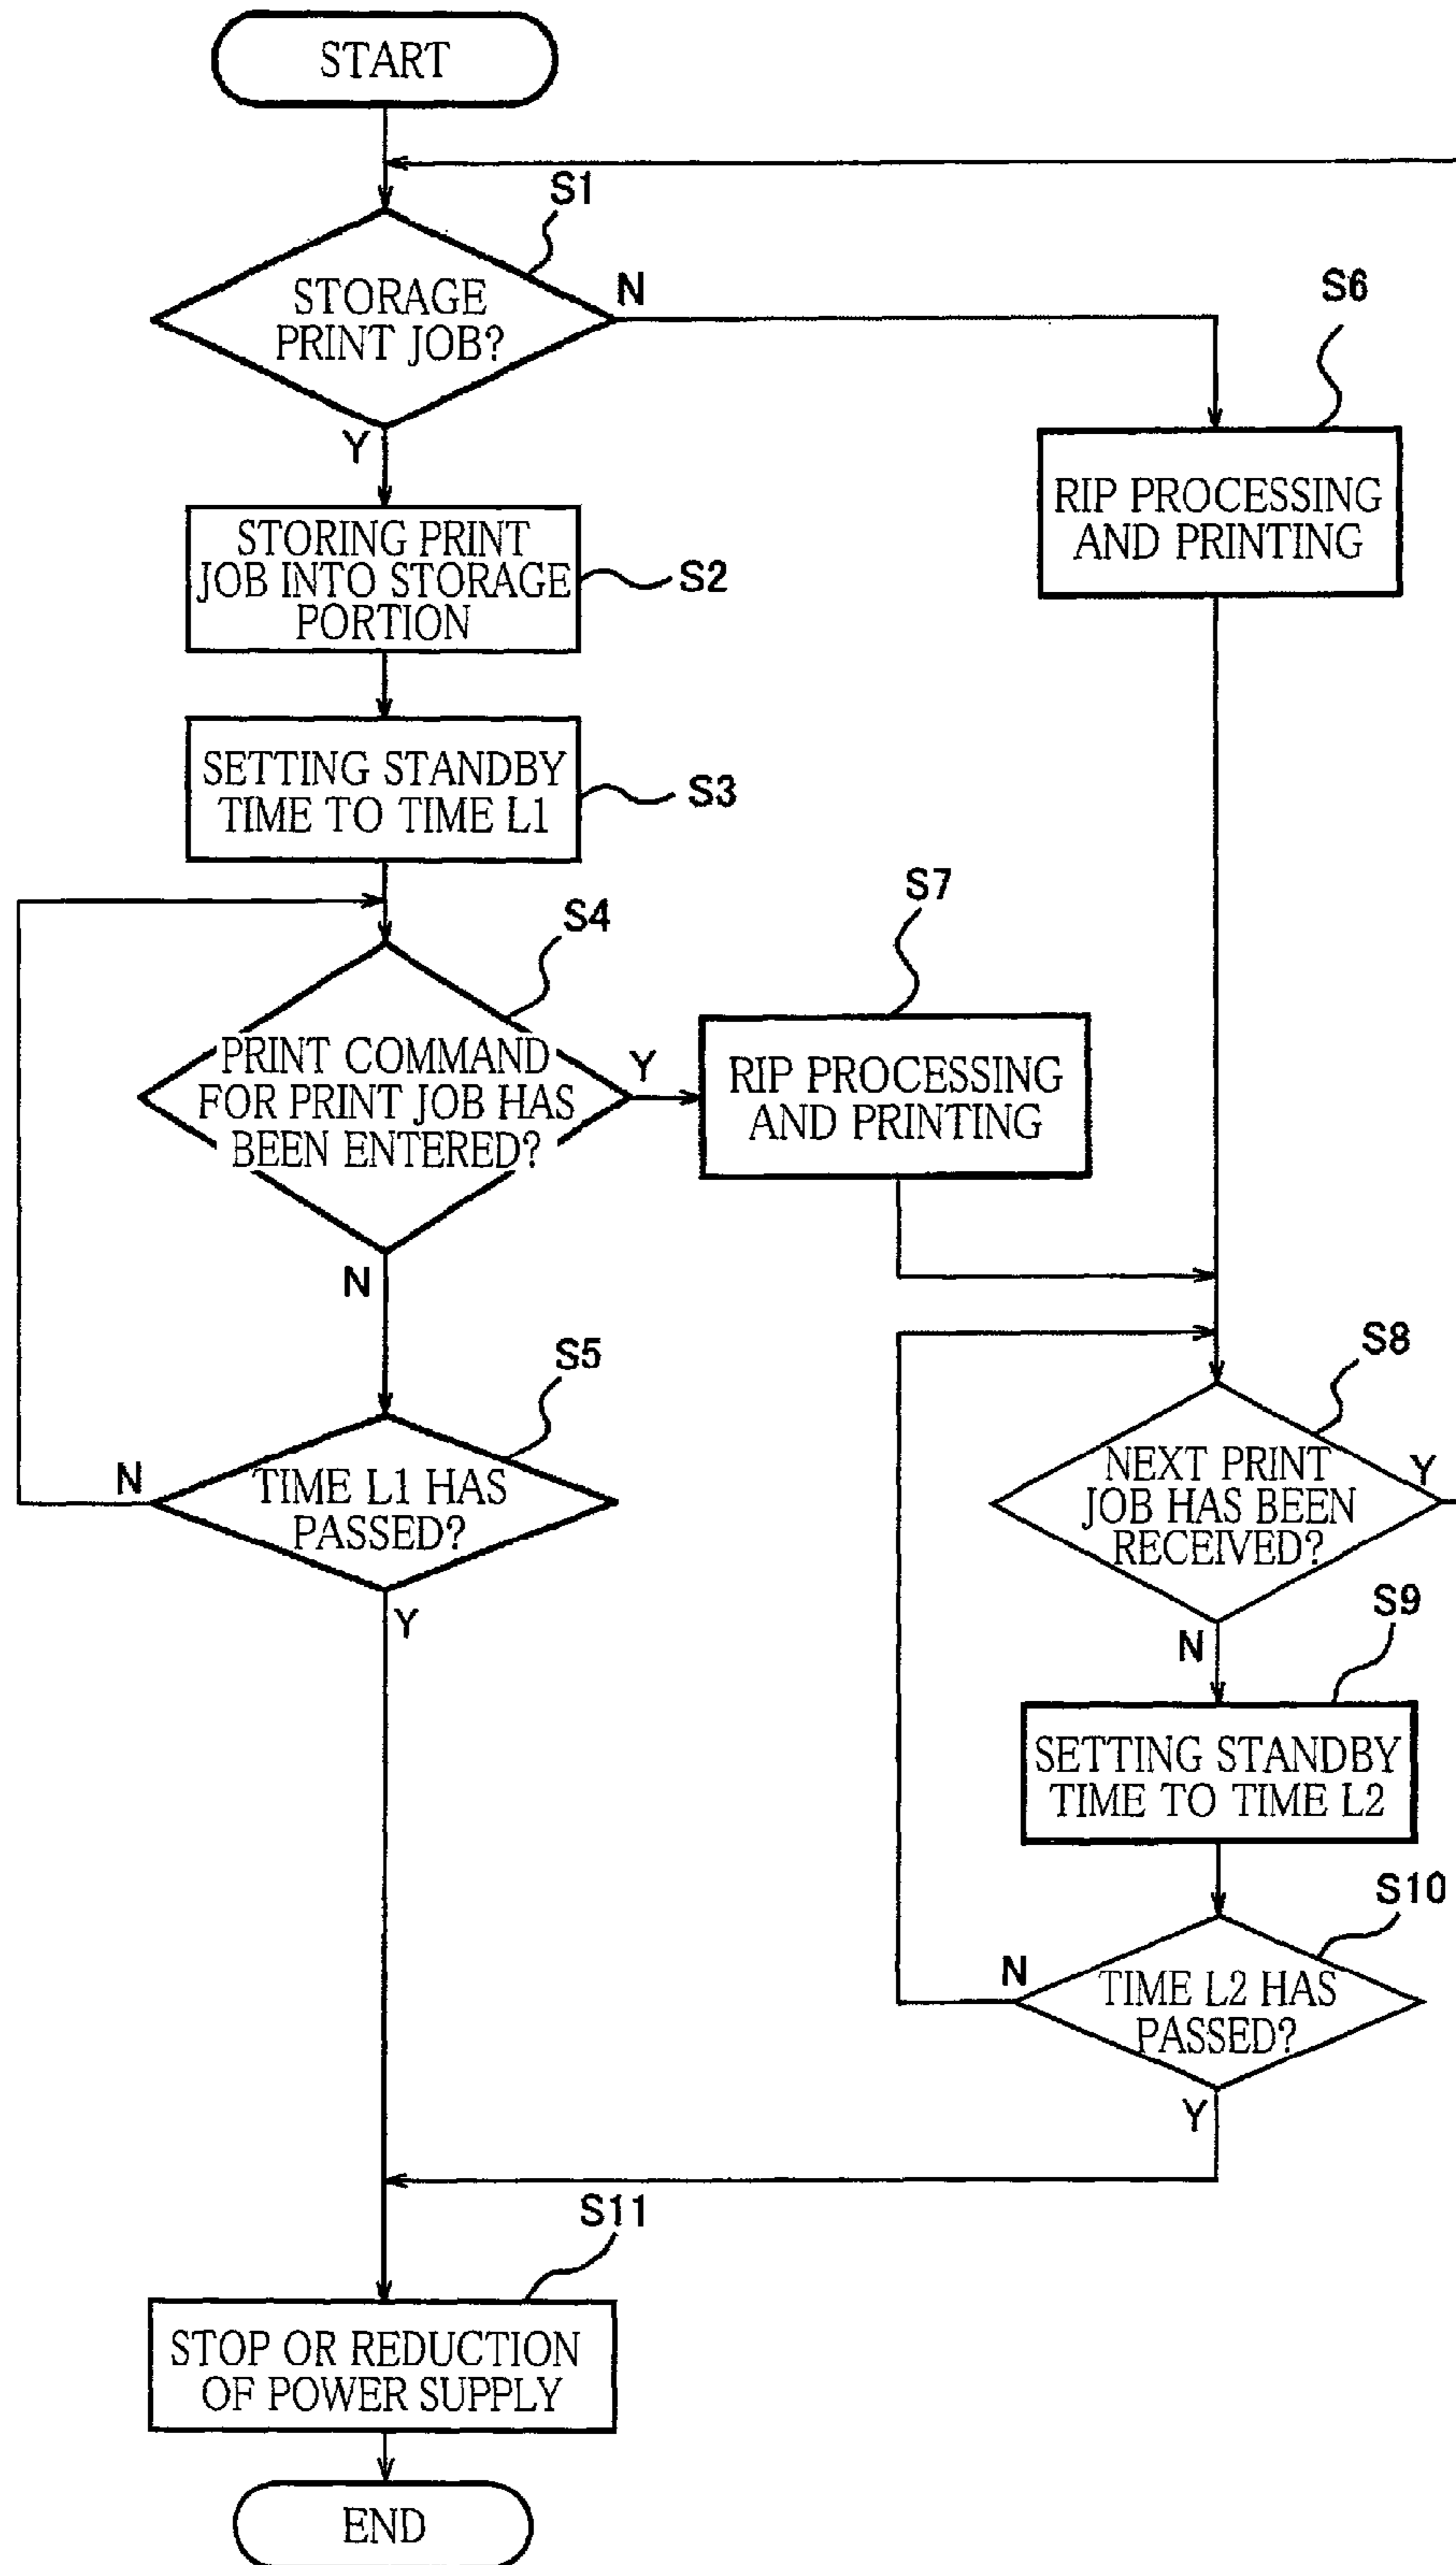 START
S1
STORAGE
PRINT JOB?
N
Y
S6
RIP PROCESSING
AND PRINTING
STORING PRINT
JOB INTO STORAGE
PORTION
S2
SETTING STANDBY
TIME TO TIME L1
S3
S4
PRINT COMMAND
FOR PRINT JOB HAS
BEEN ENTERED?
Y
N
S7
RIP PROCESSING
AND PRINTING
S5
TIME L1 HAS
PASSED?
N
Y
S8
NEXT PRINT
JOB HAS BEEN
RECEIVED?
Y
N
S9
SETTING STANDBY
TIME TO TIME L2
S10
TIME L2 HAS
PASSED?
N
Y
S11
STOP OR REDUCTION
OF POWER SUPPLY
END